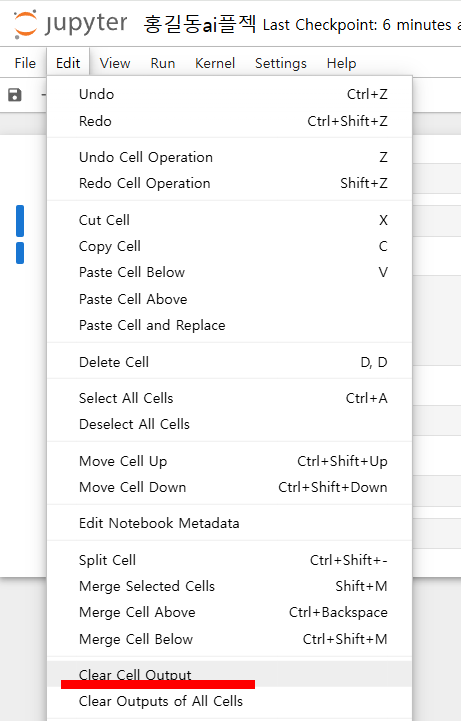 jupyter 홍길동ai플젝 Last Checkpoint: 6 minutes a
File Edit View Run Kernel Settings Help
Undo Ctrl+Z
Redo Ctrl+Shift+Z
Undo Cell Operation Z
Redo Cell Operation Shift+Z
Cut Cell X
Copy Cell C
Paste Cell Below V
Paste Cell Above
Paste Cell and Replace
Delete Cell D, D
Select All Cells Ctrl+A
Deselect All Cells
Move Cell Up Ctrl+Shift+Up
Move Cell Down Ctrl+Shift+Down
Edit Notebook Metadata
Split Cell Ctrl+Shift+-
Merge Selected Cells Shift+M
Merge Cell Above Ctrl+Backspace
Merge Cell Below Ctrl+Shift+M
Clear Cell Output
Clear Outputs of All Cells